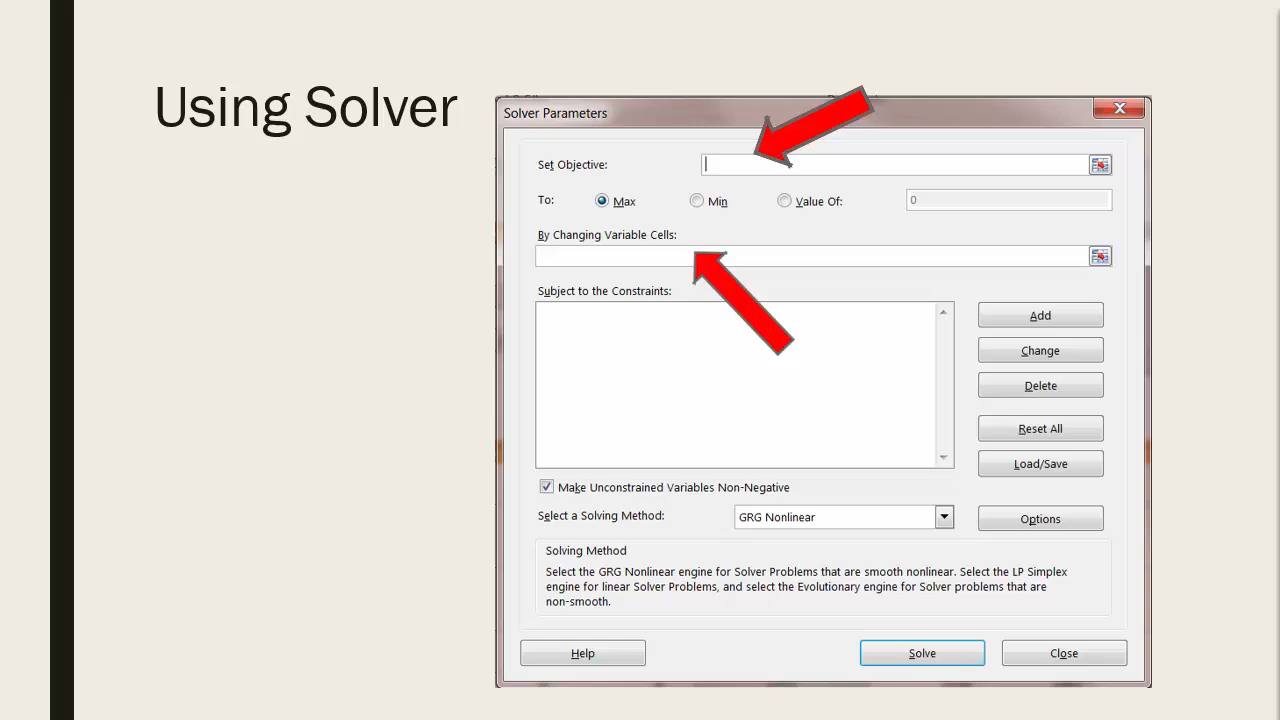 Using Solver
Solver Parameters
Set Objective:
To:
Max
Min
Value Of:
0
By Changing Variable Cells:
Subject to the Constraints:
Add
Change
Delete
Reset All
Load/Save
Make Unconstrained Variables Non-Negative
Select a Solving Method:
GRG Nonlinear
Options
Solving Method
Select the GRG Nonlinear engine for Solver Problems that are smooth nonlinear. Select the LP Simplex
engine for linear Solver Problems, and select the Evolutionary engine for Solver problems that are
non-smooth.
Help
Solve
Close